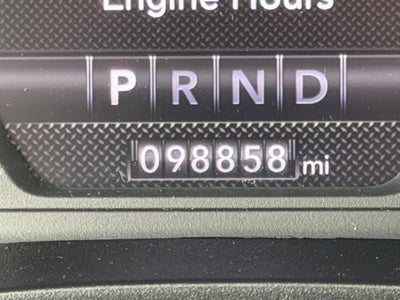 Engine Hours
P R N D
098858 mi